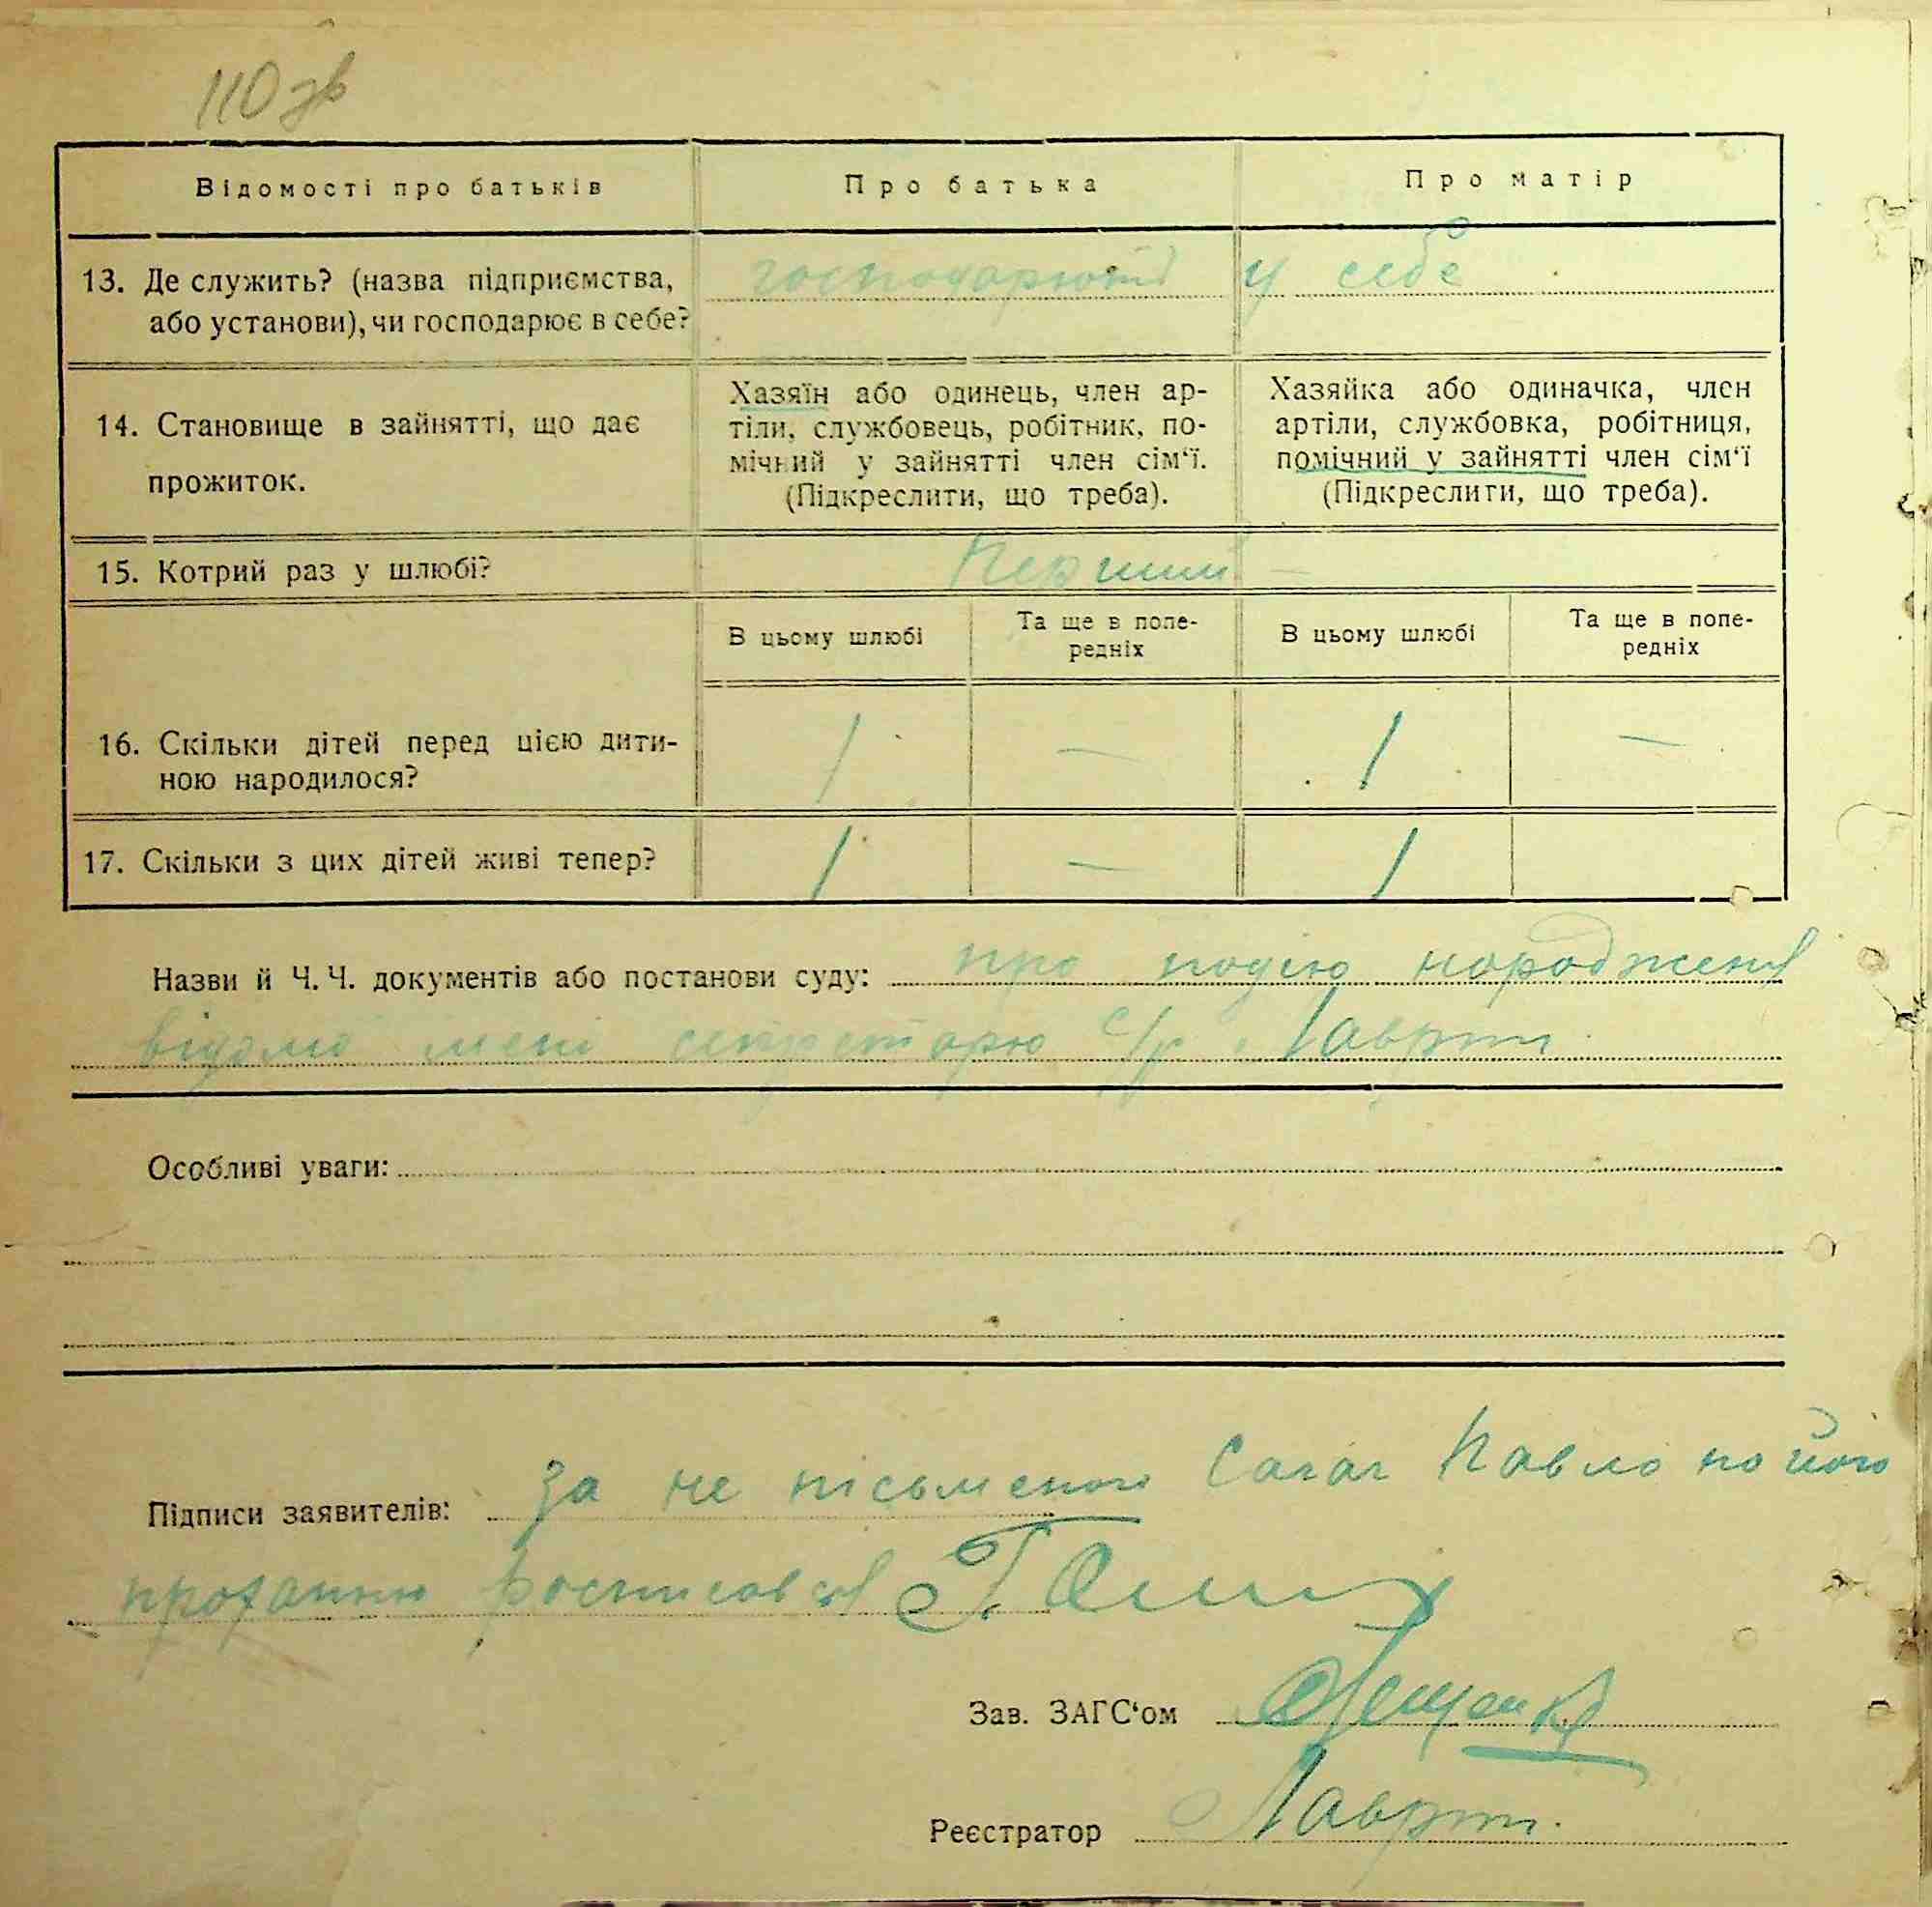 110 зв
Відомості про батьків Про батька Про матір
13. Де служить? (назва підприємства, або установи), чи господарює в себе? господарюють у себе
14. Становище в зайнятті, що дає прожиток.
Хазяїн або одинець, член ар-
тіли, службовець, робітник, по-
мічний у зайнятті член сім‘ї.
(Підкреслити, що треба).
Хазяйка або одиначка, член
артіли, службовка, робітниця,
помічний у зайнятті член сім‘ї
(Підкреслити, що треба).
15. Котрий раз у шлюбі? Перший
В цьому шлюбі Та ще в попе-редніх В цьому шлюбі Та ще в попе-редніх
16. Скільки дітей перед цією дити-
ною народилося? 1 — 1 —
17. Скільки з цих дітей живі тепер? 1 — 1
Назви й Ч. Ч. документів або постанови суду: про подію народження
відомо мені секретарю с/р
Особливі уваги:
Підписи заявителів: За не письменого Сагаг Павло по його
проханню росписався
Зав. ЗАГС‘ом
Реєстратор